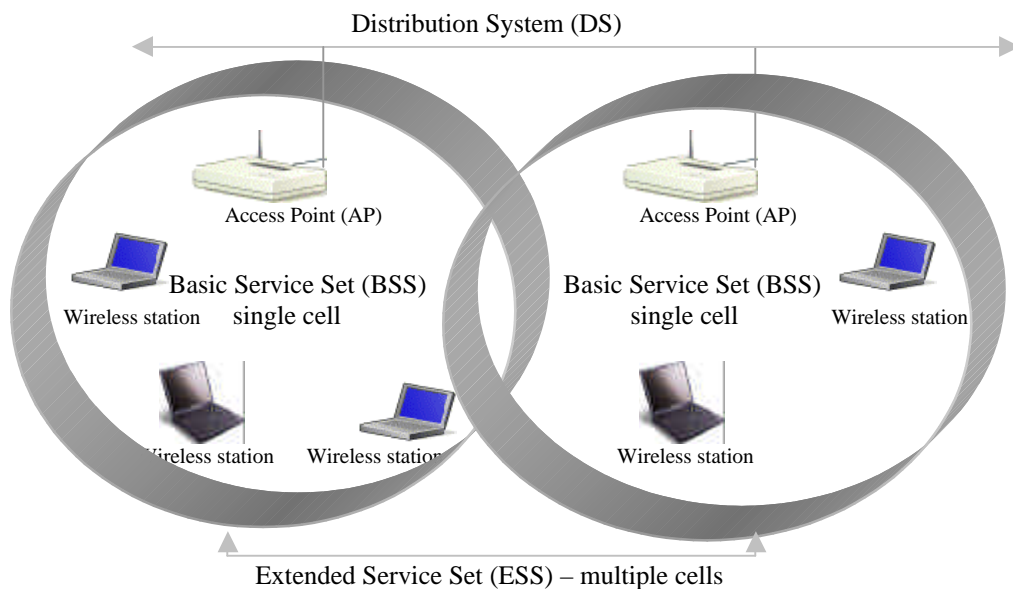 Distribution System (DS)
Access Point (AP)
Access Point (AP)
Basic Service Set (BSS)
single cell
Basic Service Set (BSS)
single cell
Wireless station
Wireless station
Wireless station
Wireless station
Wireless station
Extended Service Set (ESS) – multiple cells